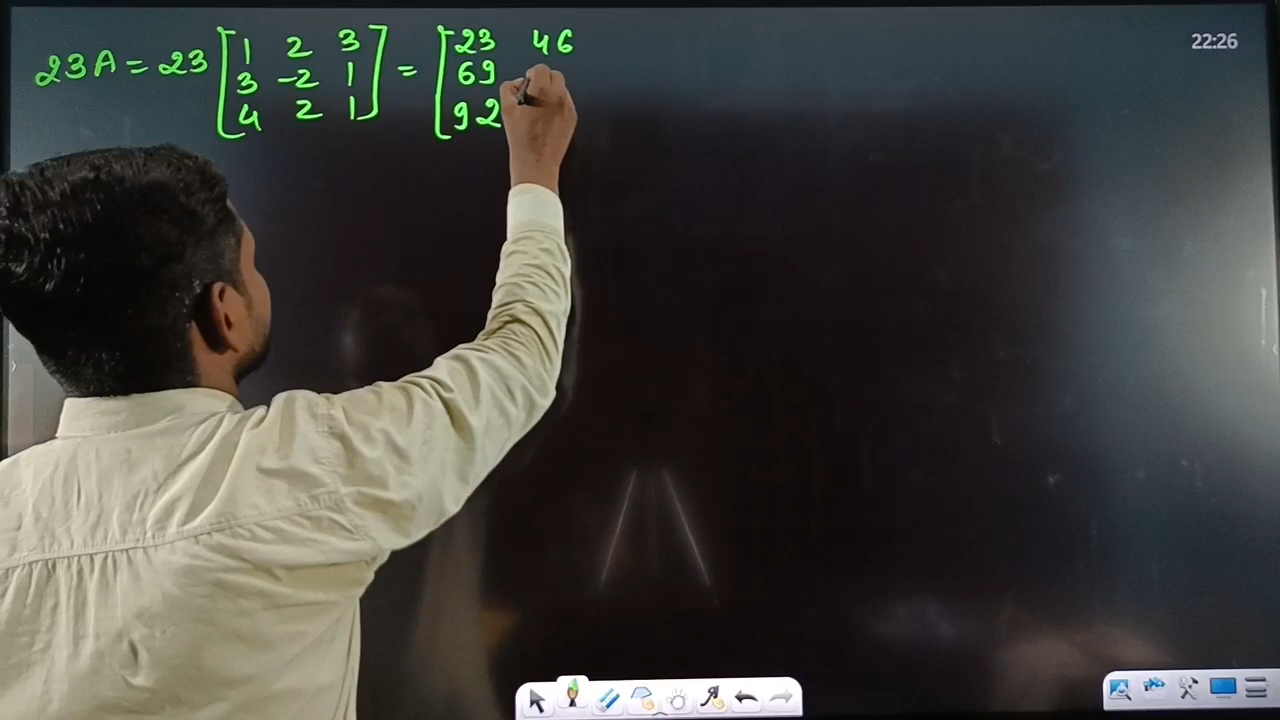 23A = 23 [ 1 2 3 ] = [ 23 46
3 -2 1 69
4 2 1 92
22:26